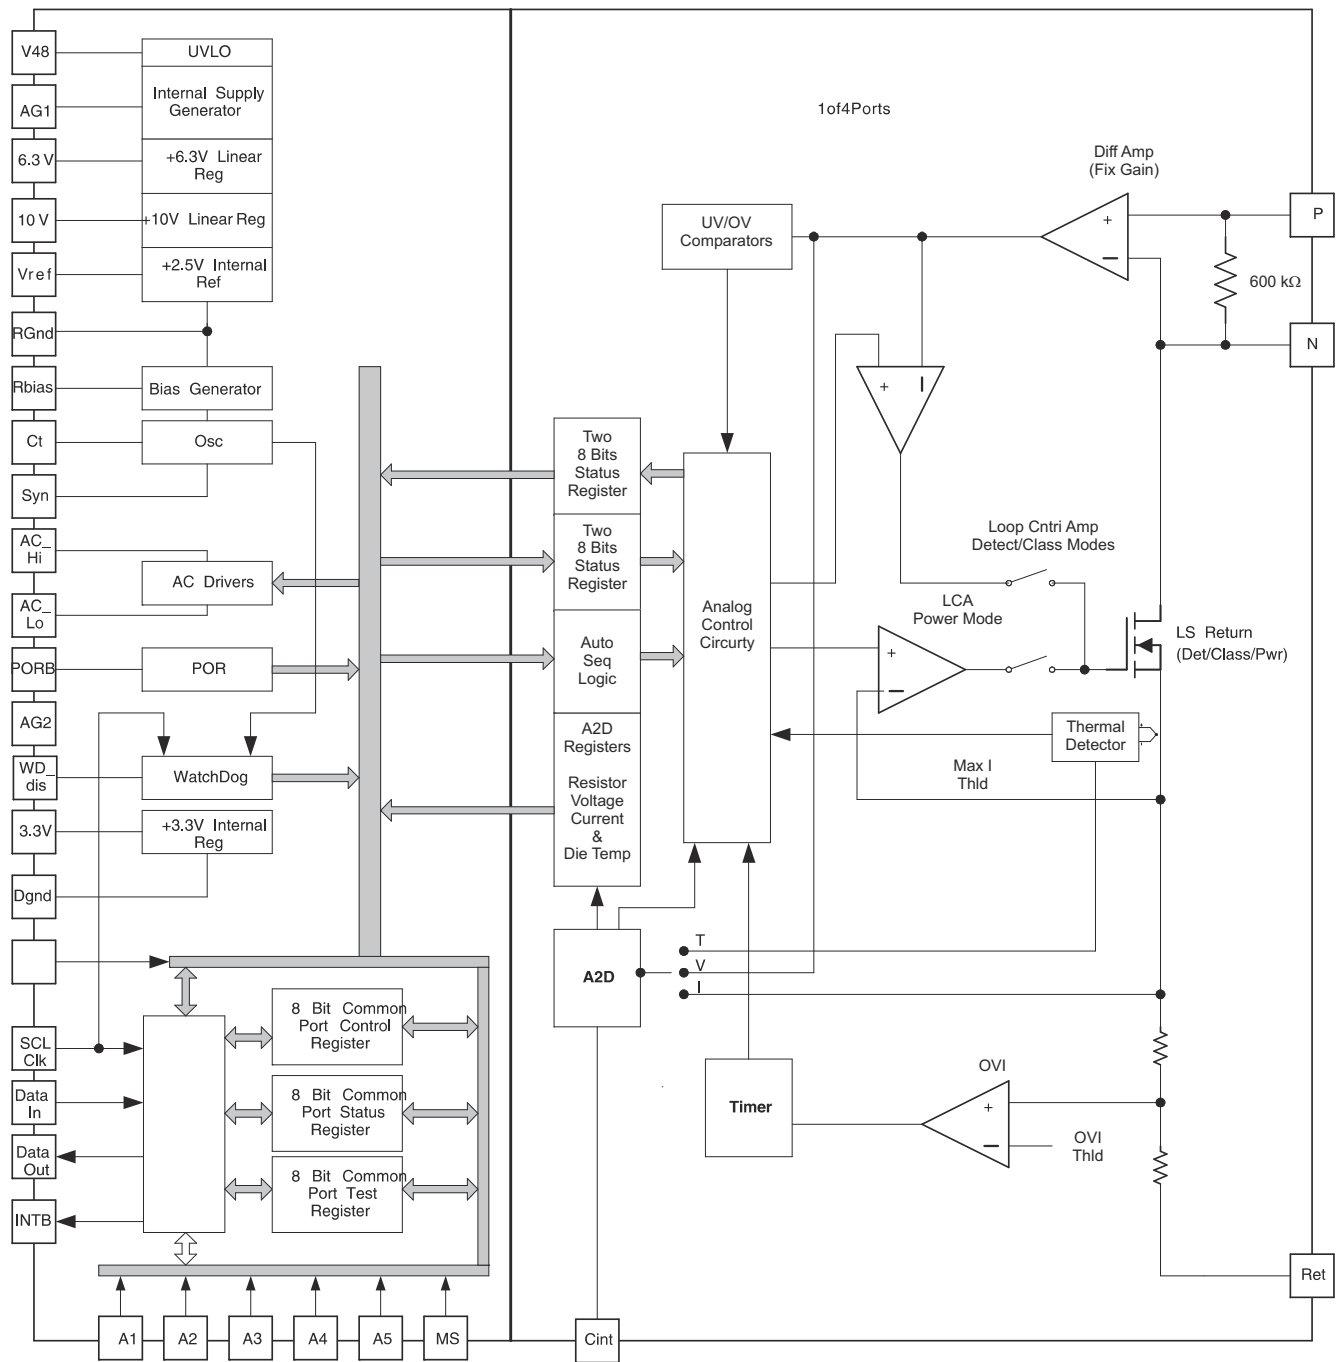 V48
UVLO
AG1
Internal Supply
Generator
6.3 V
+6.3V Linear
Reg
10 V
+10V Linear Reg
Vref
+2.5V Internal
Ref
RGnd
Rbias
Bias Generator
Ct
Osc
Syn
AC_
Hi
AC Drivers
AC_
Lo
PORB
POR
AG2
WD_
dis
WatchDog
3.3V
+3.3V Internal
Reg
Dgnd
SCL
Clk
Data
In
Data
Out
INTB
8 Bit Common
Port Control
Register
8 Bit Common
Port Status
Register
8 Bit Common
Port Test
Register
A1
A2
A3
A4
A5
MS
1of4Ports
Diff Amp
(Fix Gain)
+
−
P
600 kΩ
N
UV/OV
Comparators
+
−
Two
8 Bits
Status
Register
Two
8 Bits
Status
Register
Auto
Seq
Logic
A2D
Registers
Resistor
Voltage
Current
&
Die Temp
Analog
Control
Circurty
Loop Cntrl Amp
Detect/Class Modes
LCA
Power Mode
+
−
LS Return
(Det/Class/Pwr)
Thermal
Detector
Max I
Thld
A2D
T
V
I
Timer
OVI
+
−
OVI
Thld
Ret
Cint